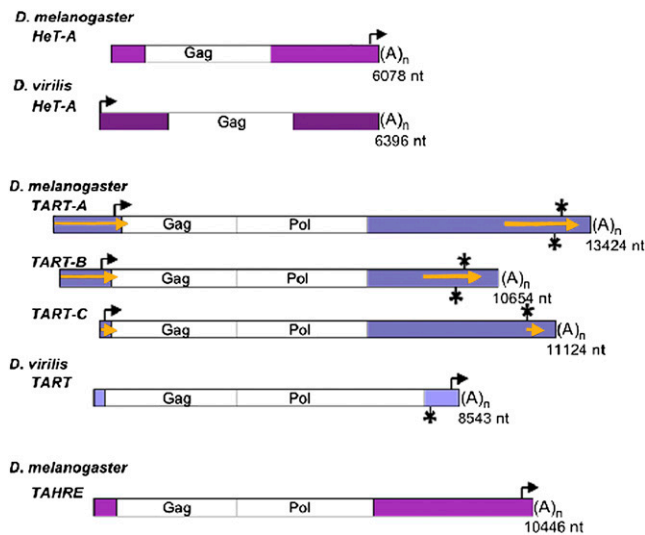 D. melanogaster
HeT-A
Gag
(A)n
6078 nt
D. virilis
HeT-A
Gag
(A)n
6396 nt
D. melanogaster
TART-A
Gag Pol
(A)n
13424 nt
TART-B
Gag Pol
(A)n
10654 nt
TART-C
Gag Pol
(A)n
11124 nt
D. virilis
TART
Gag Pol
(A)n
8543 nt
D. melanogaster
TAHRE
Gag Pol
(A)n
10446 nt